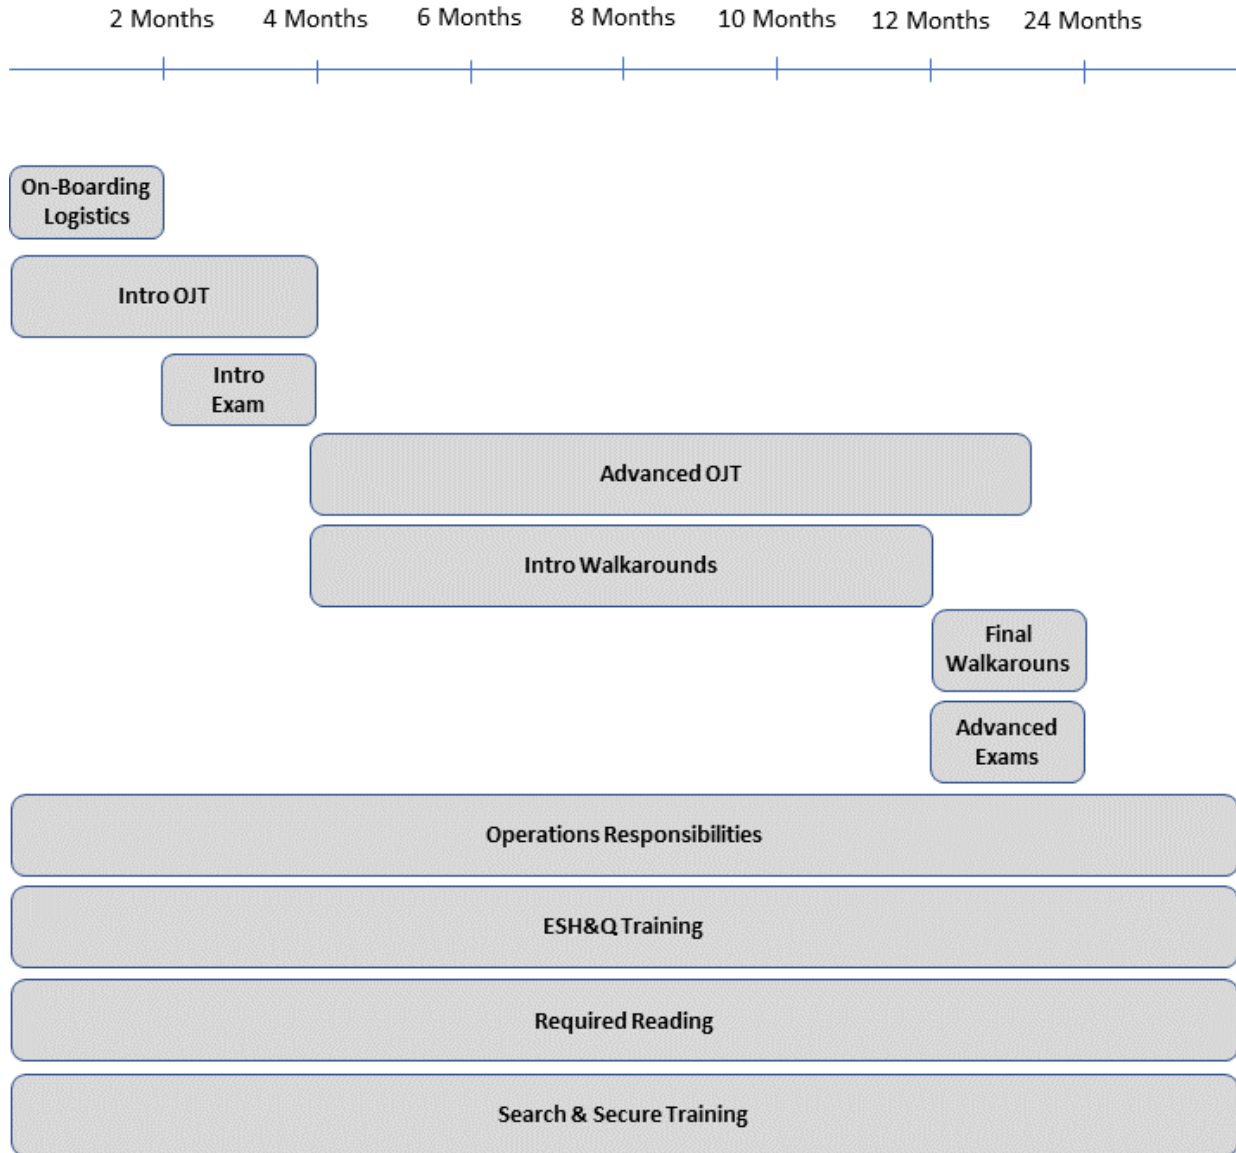 2 Months 4 Months 6 Months 8 Months 10 Months 12 Months 24 Months
On-Boarding
Logistics
Intro OJT
Intro
Exam
Advanced OJT
Intro Walkarounds
Final
Walkarouns
Advanced
Exams
Operations Responsibilities
ESH&Q Training
Required Reading
Search & Secure Training